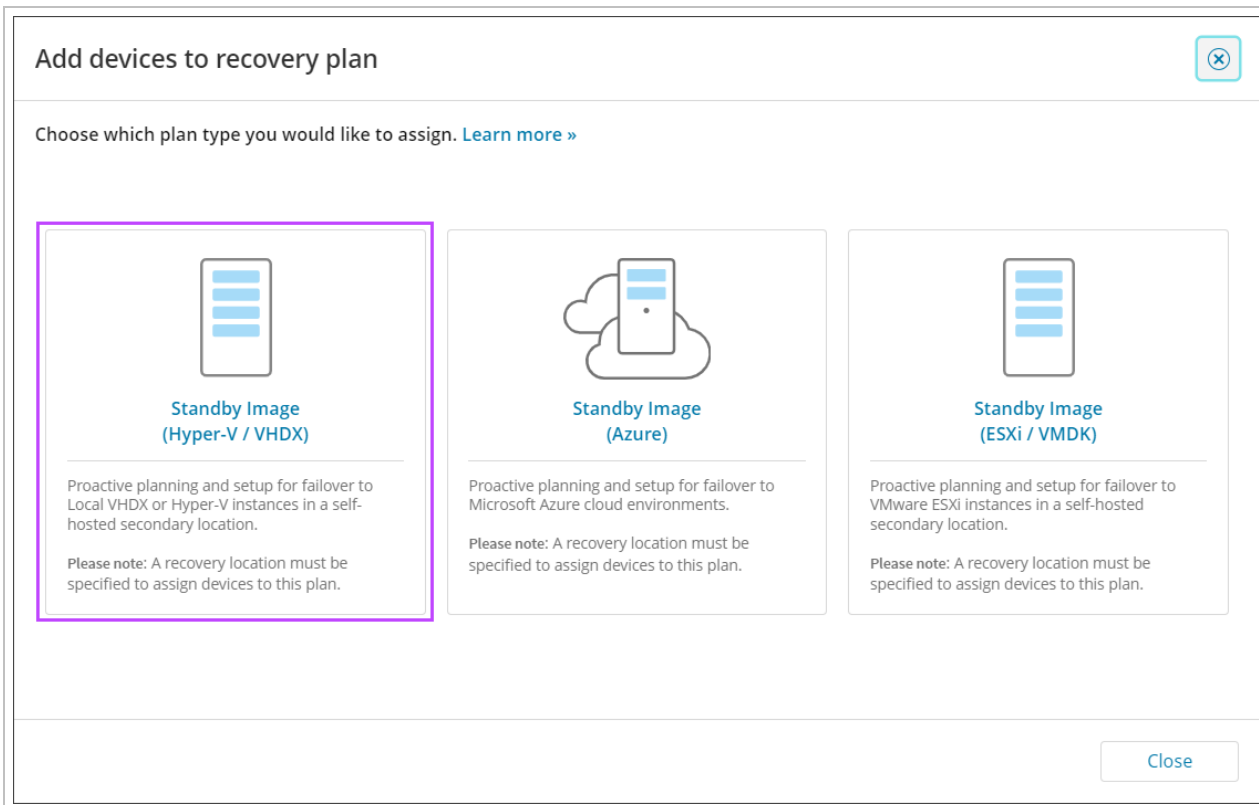 Add devices to recovery plan
Choose which plan type you would like to assign. Learn more »
Standby Image
(Hyper-V / VHDX)
Proactive planning and setup for failover to
Local VHDX or Hyper-V instances in a self-
hosted secondary location.
Please note: A recovery location must be
specified to assign devices to this plan.
Standby Image
(Azure)
Proactive planning and setup for failover to
Microsoft Azure cloud environments.
Please note: A recovery location must be
specified to assign devices to this plan.
Standby Image
(ESXi / VMDK)
Proactive planning and setup for failover to
VMware ESXi instances in a self-hosted
secondary location.
Please note: A recovery location must be
specified to assign devices to this plan.
Close